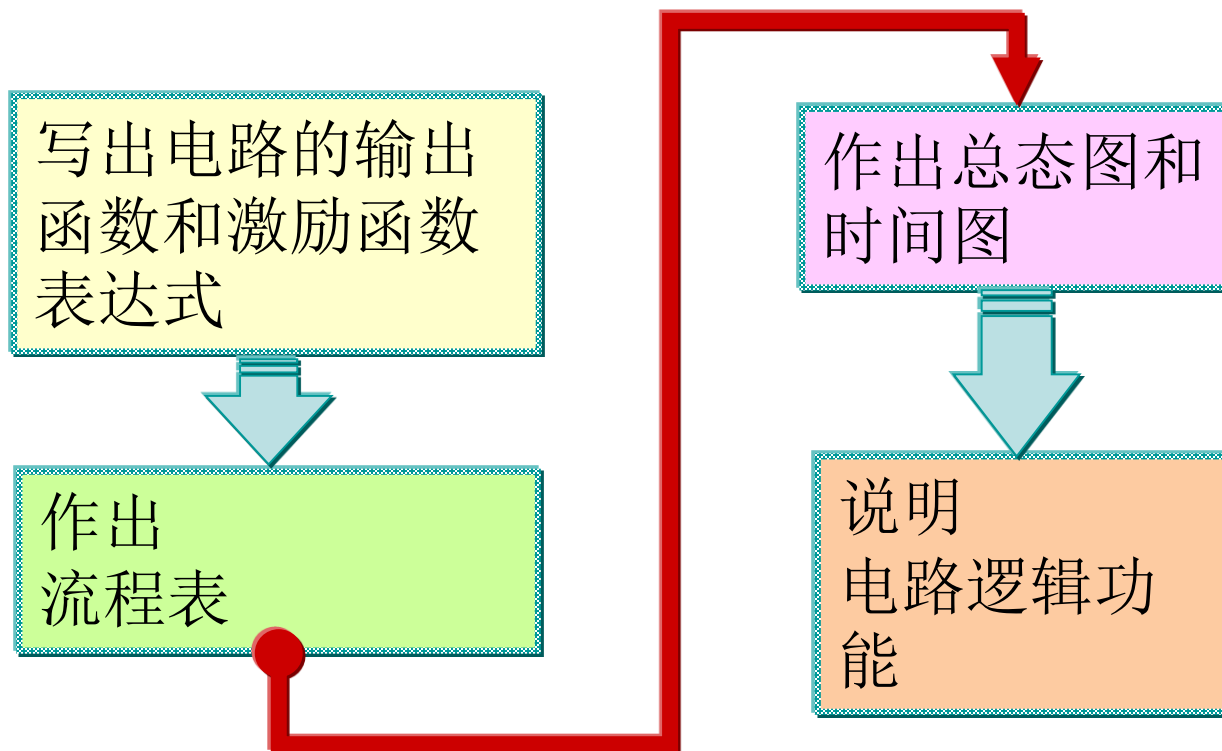 写出电路的输出
函数和激励函数
表达式
作出
流程表
作出总态图和
时间图
说明
电路逻辑功
能